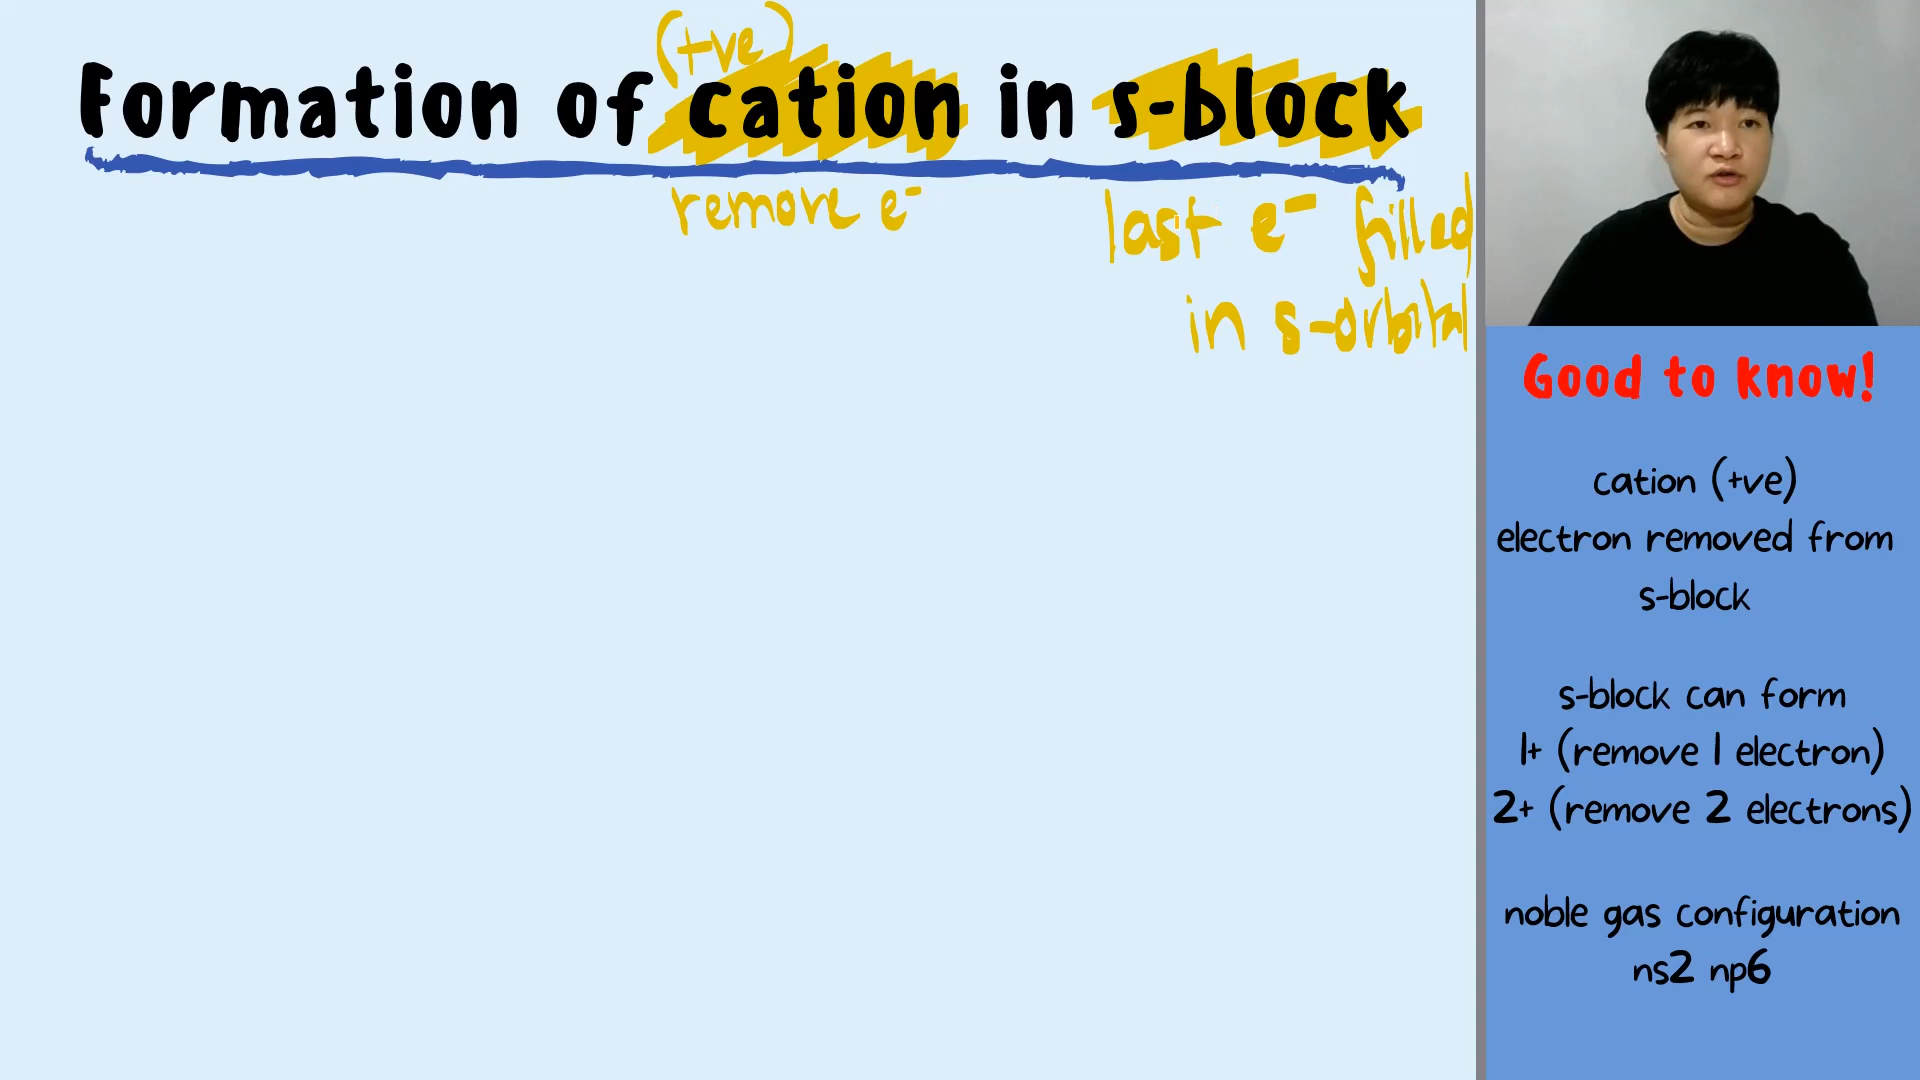 (+ve)
Formation of cation in s-block
remove e⁻
last e⁻ filled
in s-orbital
Good to know!
cation (+ve)
electron removed from
s-block
s-block can form
1+ (remove 1 electron)
2+ (remove 2 electrons)
noble gas configuration
ns2 np6